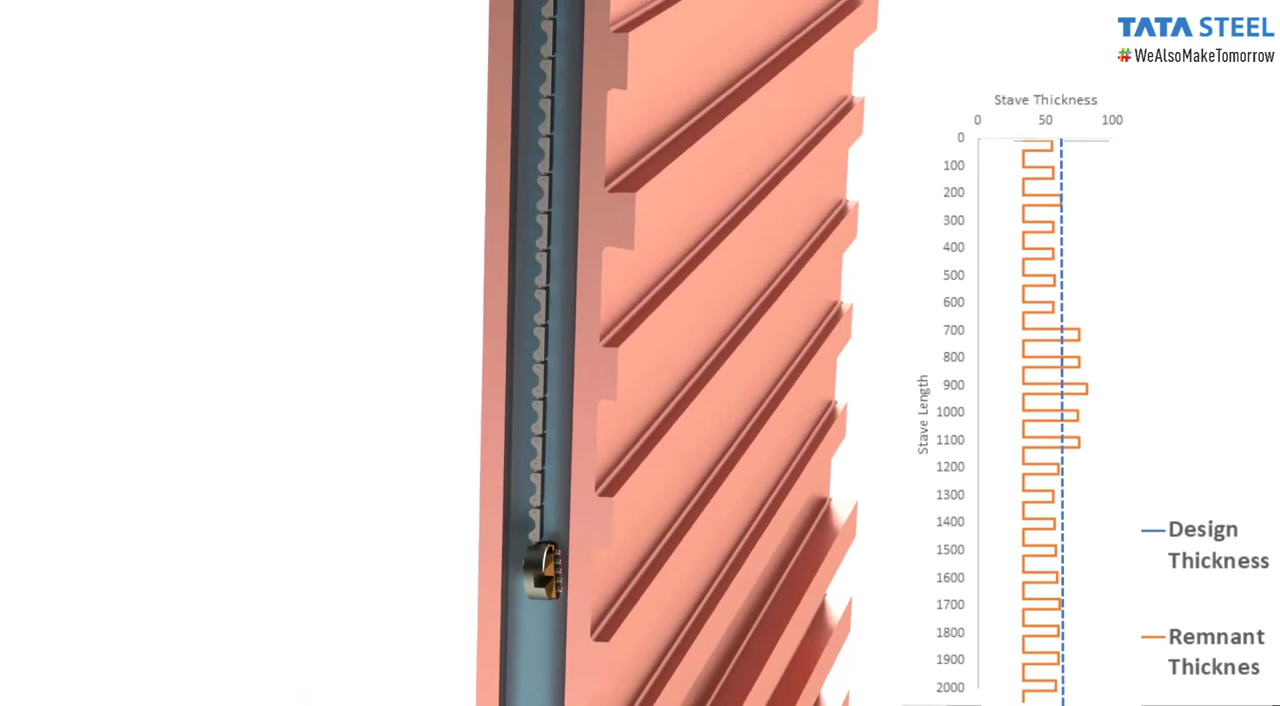 TATA STEEL
#WeAlsoMakeTomorrow
Stave Thickness
0 50 100
0
100
200
300
400
500
600
700
800
900
1000
1100
1200
1300
1400
1500
1600
1700
1800
1900
2000
Stave Length
Design
Thickness
Remnant
Thicknes